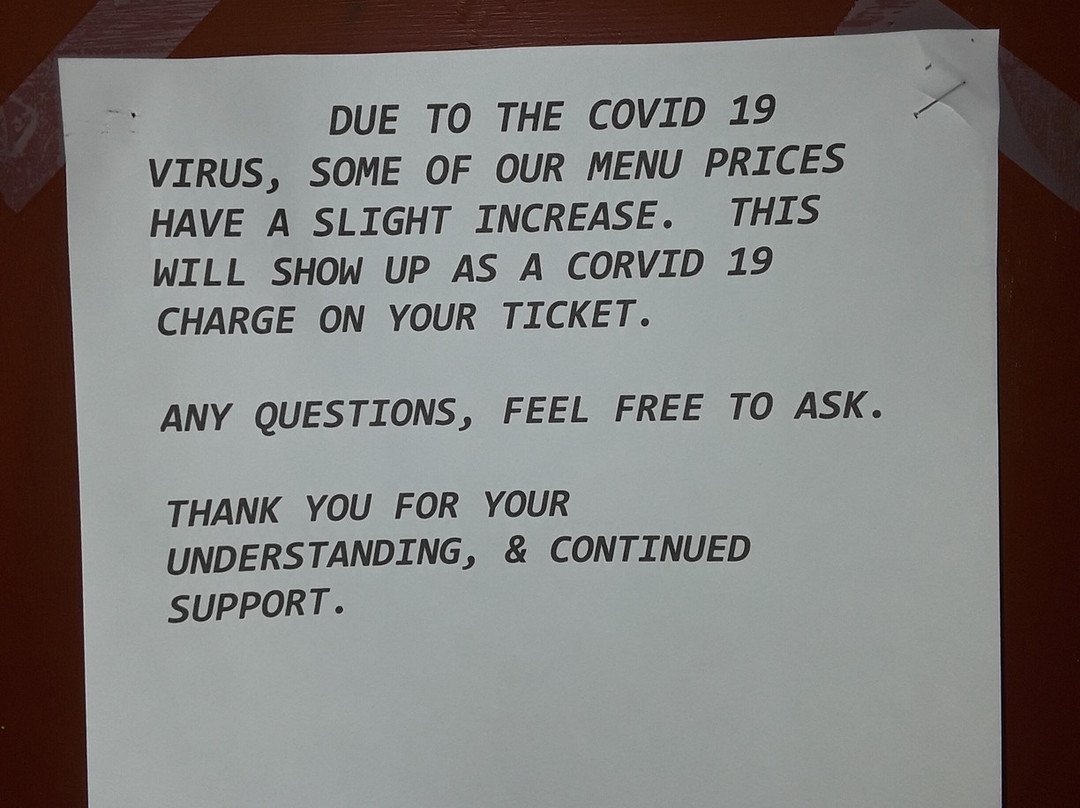 DUE TO THE COVID 19
VIRUS, SOME OF OUR MENU PRICES
HAVE A SLIGHT INCREASE. THIS
WILL SHOW UP AS A CORVID 19
CHARGE ON YOUR TICKET.
ANY QUESTIONS, FEEL FREE TO ASK.
THANK YOU FOR YOUR
UNDERSTANDING, & CONTINUED
SUPPORT.